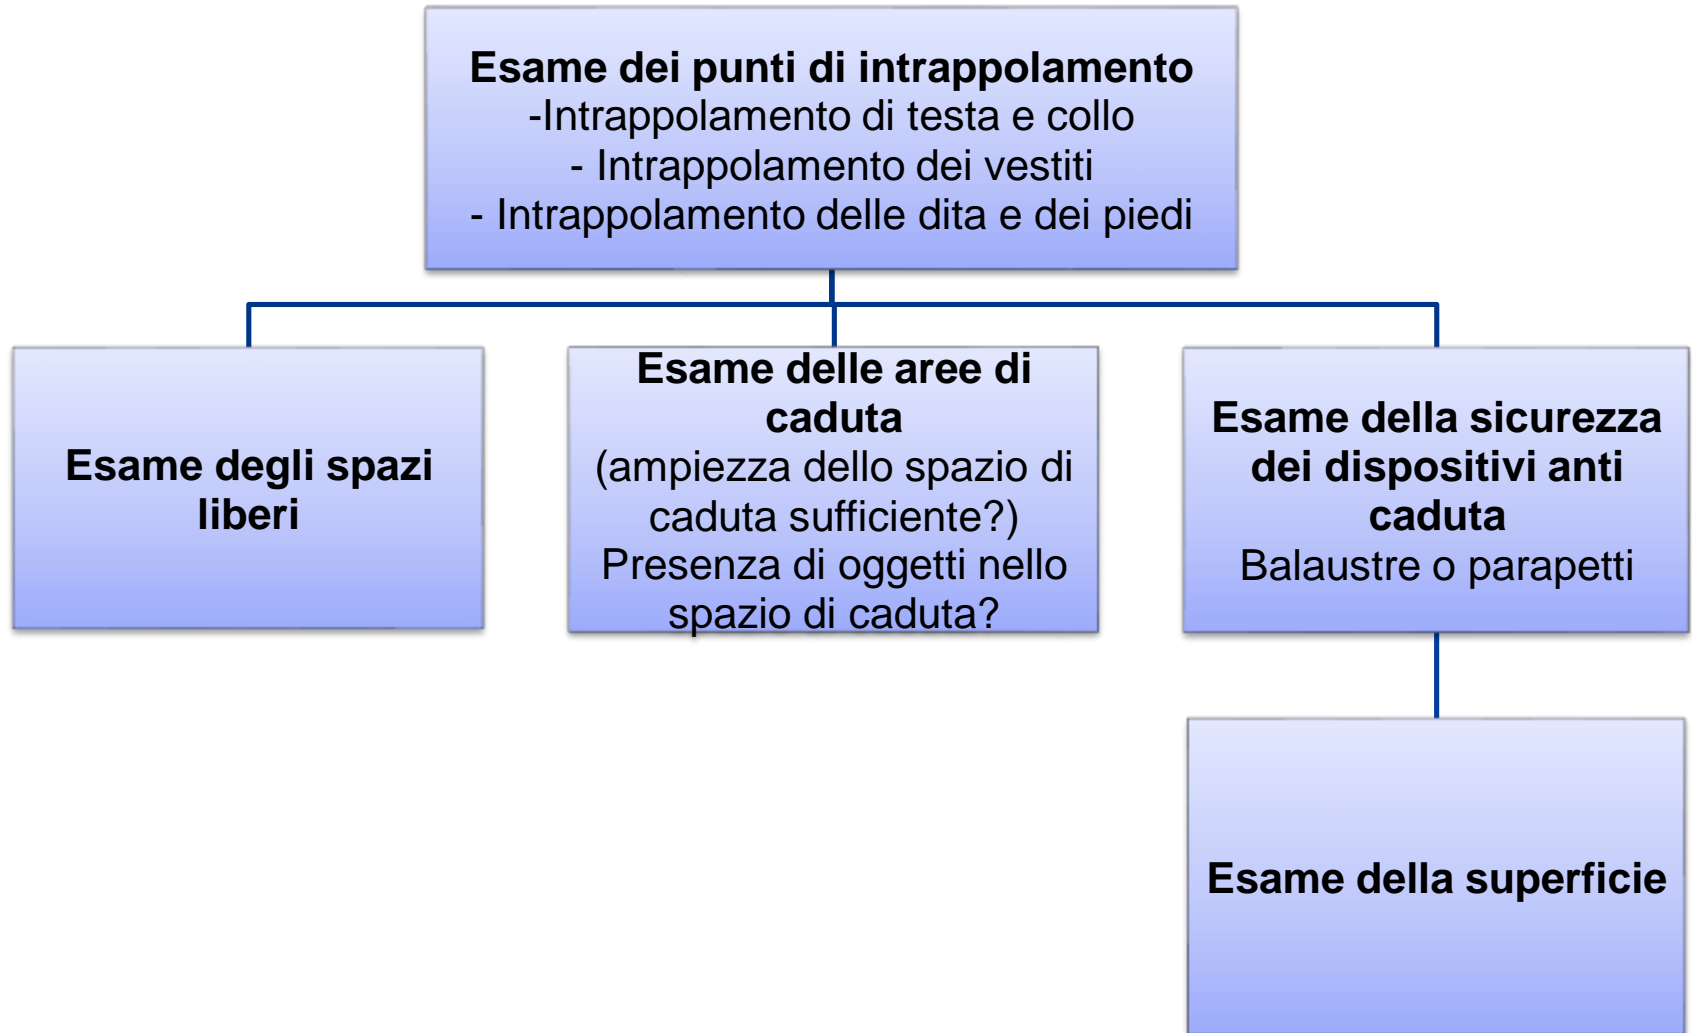 Esame dei punti di intrappolamento
-Intrappolamento di testa e collo
- Intrappolamento dei vestiti
- Intrappolamento delle dita e dei piedi
Esame degli spazi
liberi
Esame delle aree di
caduta
(ampiezza dello spazio di
caduta sufficiente?)
Presenza di oggetti nello
spazio di caduta?
Esame della sicurezza
dei dispositivi anti
caduta
Balaustre o parapetti
Esame della superficie